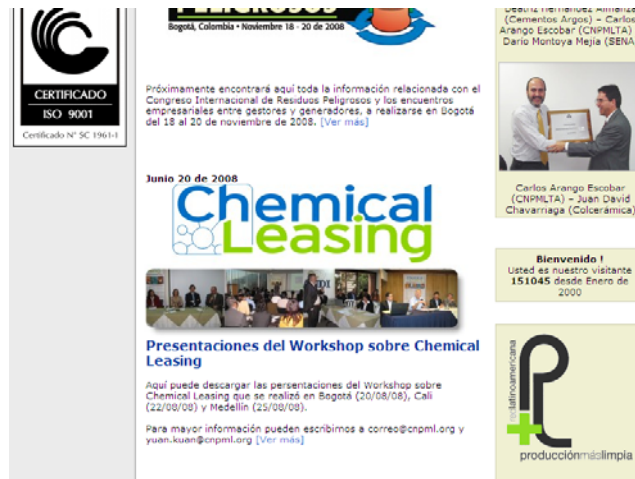 CERTIFICADO
ISO 9001
Certificado N° SC 1961-1
PELIGROSOS
Bogotá, Colombia • Noviembre 18 - 20 de 2008
Próximamente encontrará aquí toda la información relacionada con el
Congreso Internacional de Residuos Peligrosos y los encuentros
empresariales entre gestores y generadores, a realizarse en Bogotá
del 18 al 20 de noviembre de 2008. [Ver más]
Junio 20 de 2008
Chemical
Leasing
Presentaciones del Workshop sobre Chemical
Leasing
Aquí puede descargar las persentaciones del Workshop sobre
Chemical Leasing que se realizó en Bogotá (20/08/08), Cali
(22/08/08) y Medellín (25/08/08).
Para mayor información pueden escribirnos a correo@cnpml.org y
yuan.kuan@cnpml.org [Ver más]
Beatriz Hernández Almanza
(Cementos Argos) – Carlos
Arango Escobar (CNPMLTA)
Darío Montoya Mejía (SENA
Carlos Arango Escobar
(CNPMLTA) – Juan David
Chavarriaga (Colcerámica)
Bienvenido !
Usted es nuestro visitante
151045 desde Enero de
2000
redlatinoamericana
producciónmáslimpia